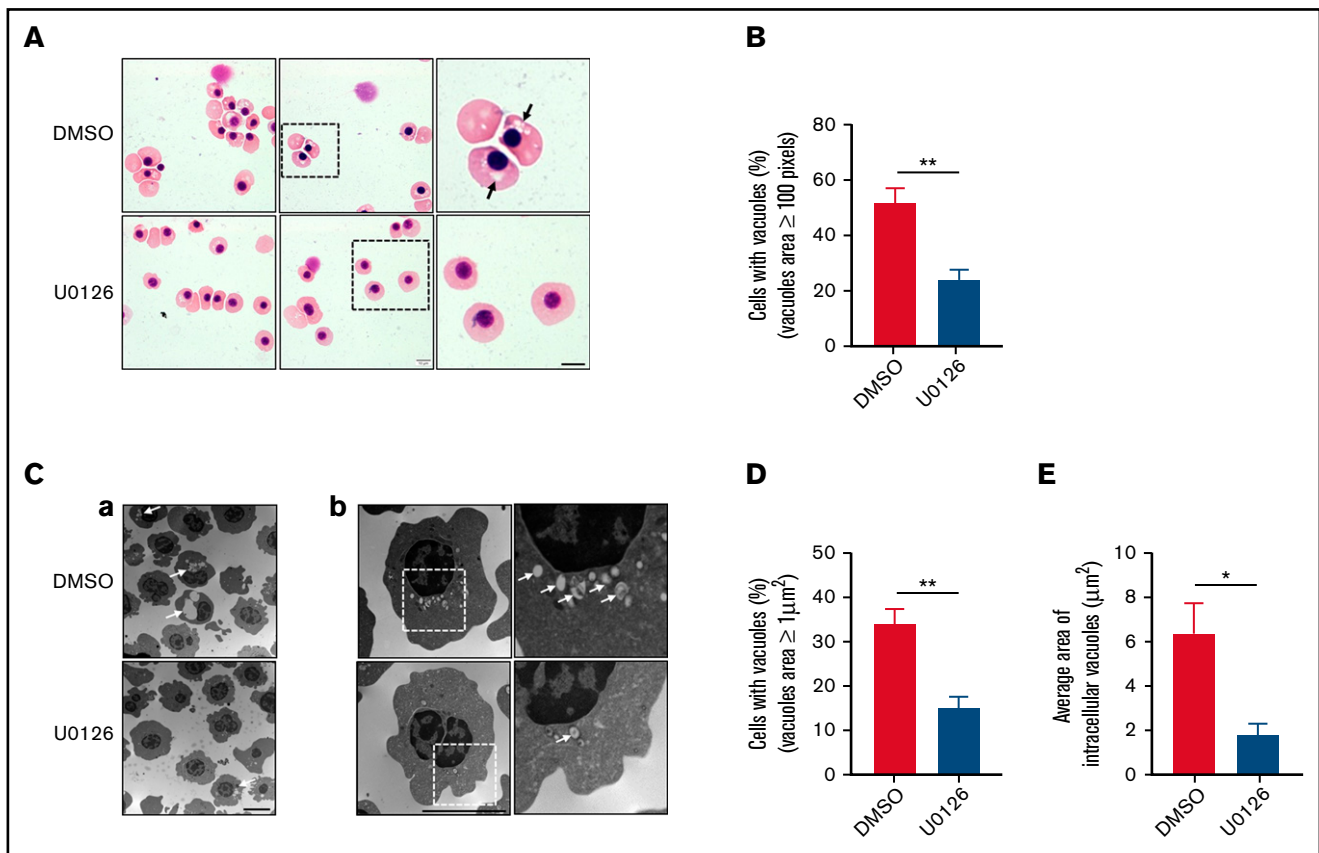 A
DMSO
U0126
B
Cells with vacuoles (%)
(vacuoles area ≥ 100 pixels)
80
60
40
20
0
**
DMSO
U0126
C
a
b
DMSO
U0126
D
Cells with vacuoles (%)
(vacuoles area ≥ 1μm²)
50
40
30
20
10
0
**
DMSO
U0126
E
Average area of
intracellular vacuoles (μm²)
10
8
6
4
2
0
*
DMSO
U0126